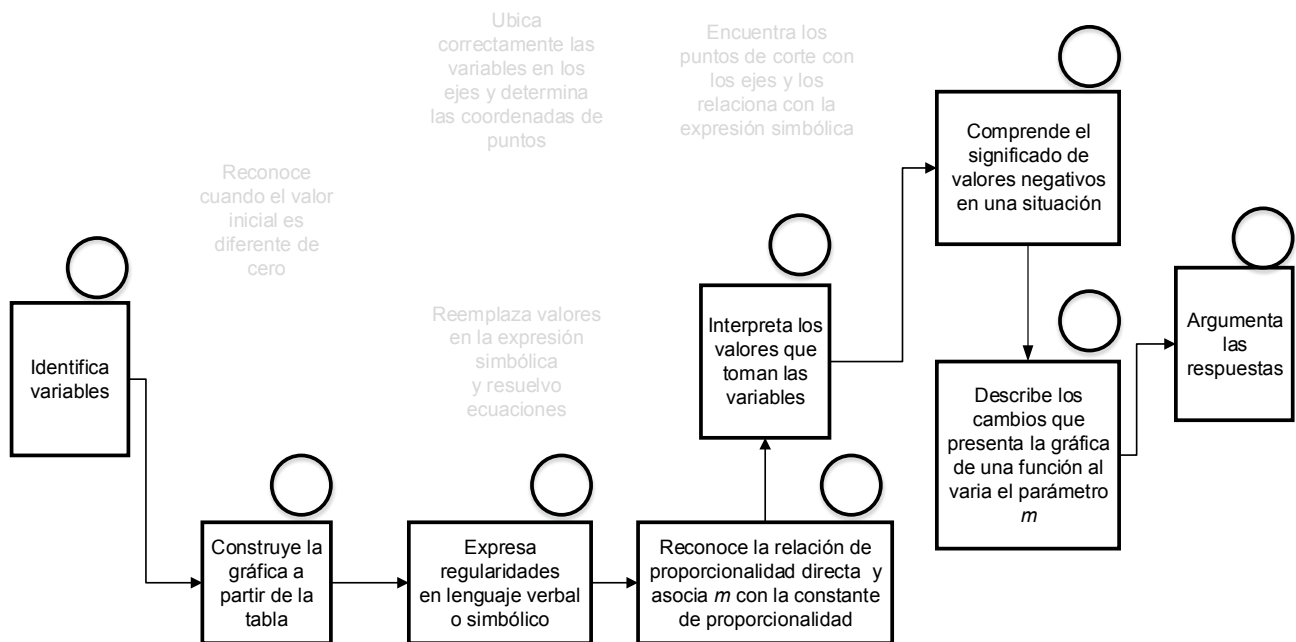 Ubica
correctamente las
variables en los
ejes y determina
las coordenadas de
puntos
Encuentra los
puntos de corte con
los ejes y los
relaciona con la
expresión simbólica
Comprende el
significado de
valores negativos
en una situación
Reconoce
cuando el valor
inicial es
diferente de
cero
Identifica
variables
Reemplaza valores
en la expresión
simbólica
y resuelvo
ecuaciones
Interpreta los
valores que
toman las
variables
Argumenta
las
respuestas
Describe los
cambios que
presenta la gráfica
de una función al
varia el parámetro
m
Construye la
gráfica a
partir de la
tabla
Expresa
regularidades
en lenguaje verbal
o simbólico
Reconoce la relación de
proporcionalidad directa y
asocia m con la constante
de proporcionalidad